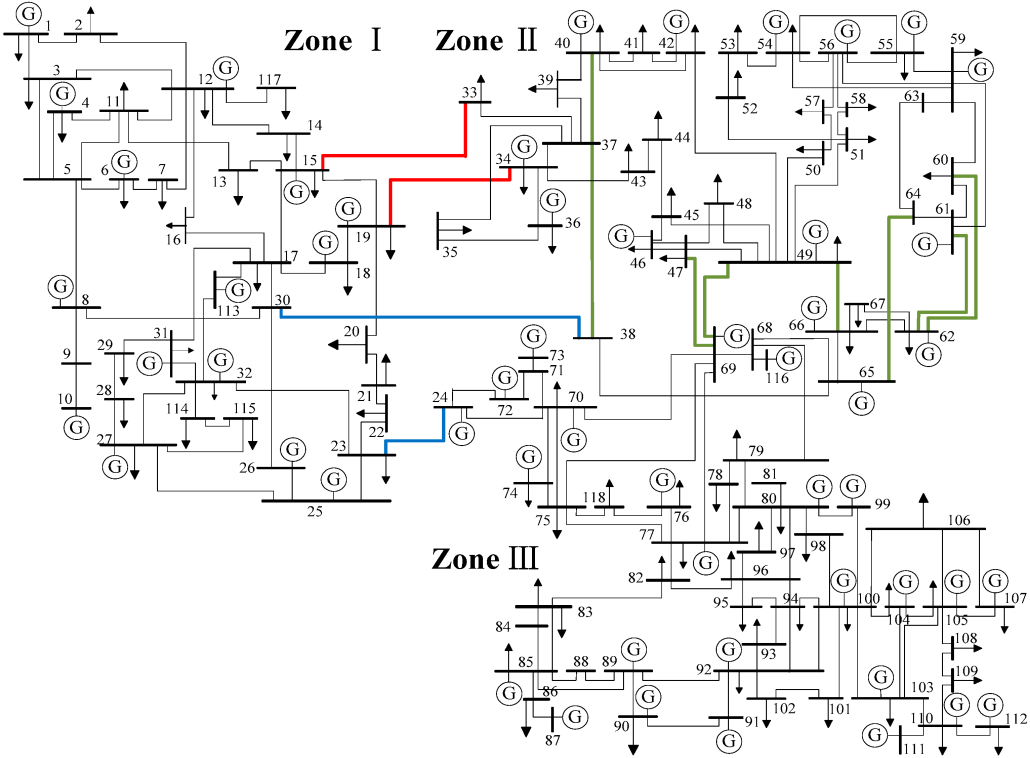 Zone Ⅰ
Zone Ⅱ
Zone Ⅲ
G 1 2
3 G 4 11 12 G 117
14
5 6 G 7 13 15 G
16 17 18 G 19 G
8 G 113 G 30
9
10 G
31 G 32 29 28 27 G
114 115
20 21 22 23
24 G
26 G 25 G
33 34 G 35 36 G 37 38
39 40 G 41 42 G
43 44 45 46 G 47 48 49 G
50 51 52 53 54 G 55 G 56 G
57 58 59 G
60 61 G 62 G 63 64 65 G
66 G 67 68 69 G 116 G
70 G 71 72 G 73 G
74 G 75 118 76 G 77 G
78 79 80 G 81 99 G
82 83 84 85 G 86 87 G
88 89 G 90 G 91 G 92 G
93 94 95 96 97 98
100 G 101 102 103 G
104 G 105 G 106 107 G
108 109 110 G 111 G 112 G